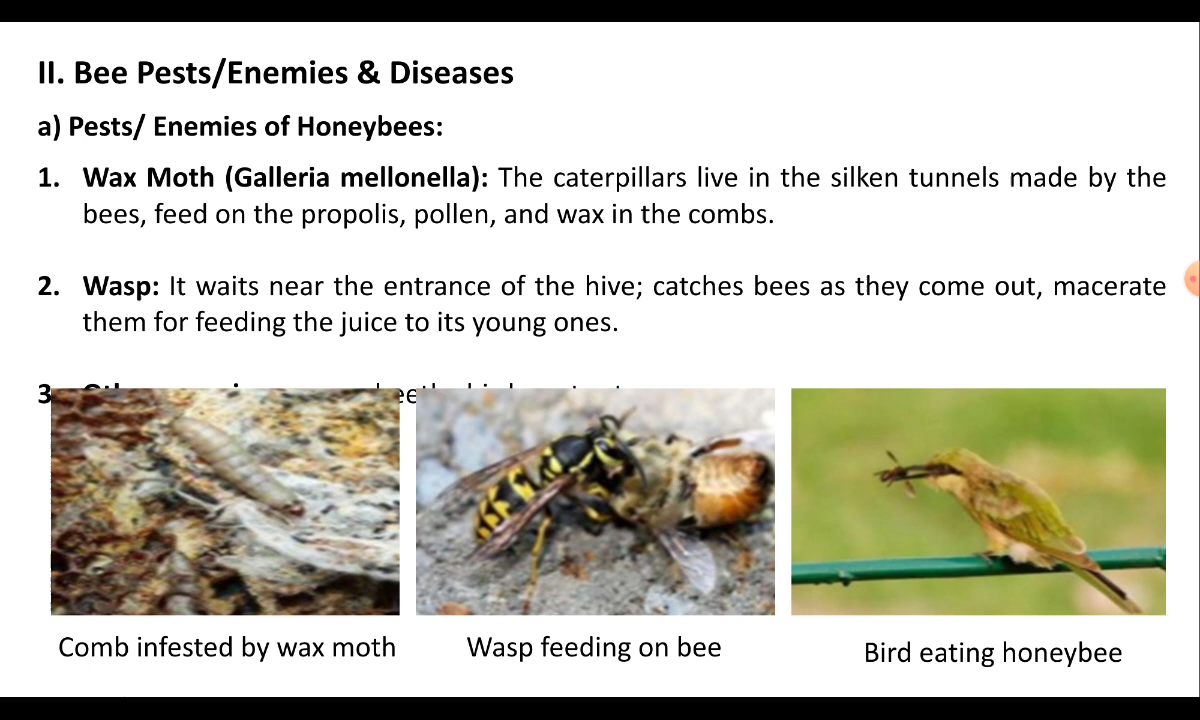 II. Bee Pests/Enemies & Diseases
a) Pests/ Enemies of Honeybees:
1. Wax Moth (Galleria mellonella): The caterpillars live in the silken tunnels made by the
bees, feed on the propolis, pollen, and wax in the combs.
2. Wasp: It waits near the entrance of the hive; catches bees as they come out, macerate
them for feeding the juice to its young ones.
3
Comb infested by wax moth
Wasp feeding on bee
Bird eating honeybee